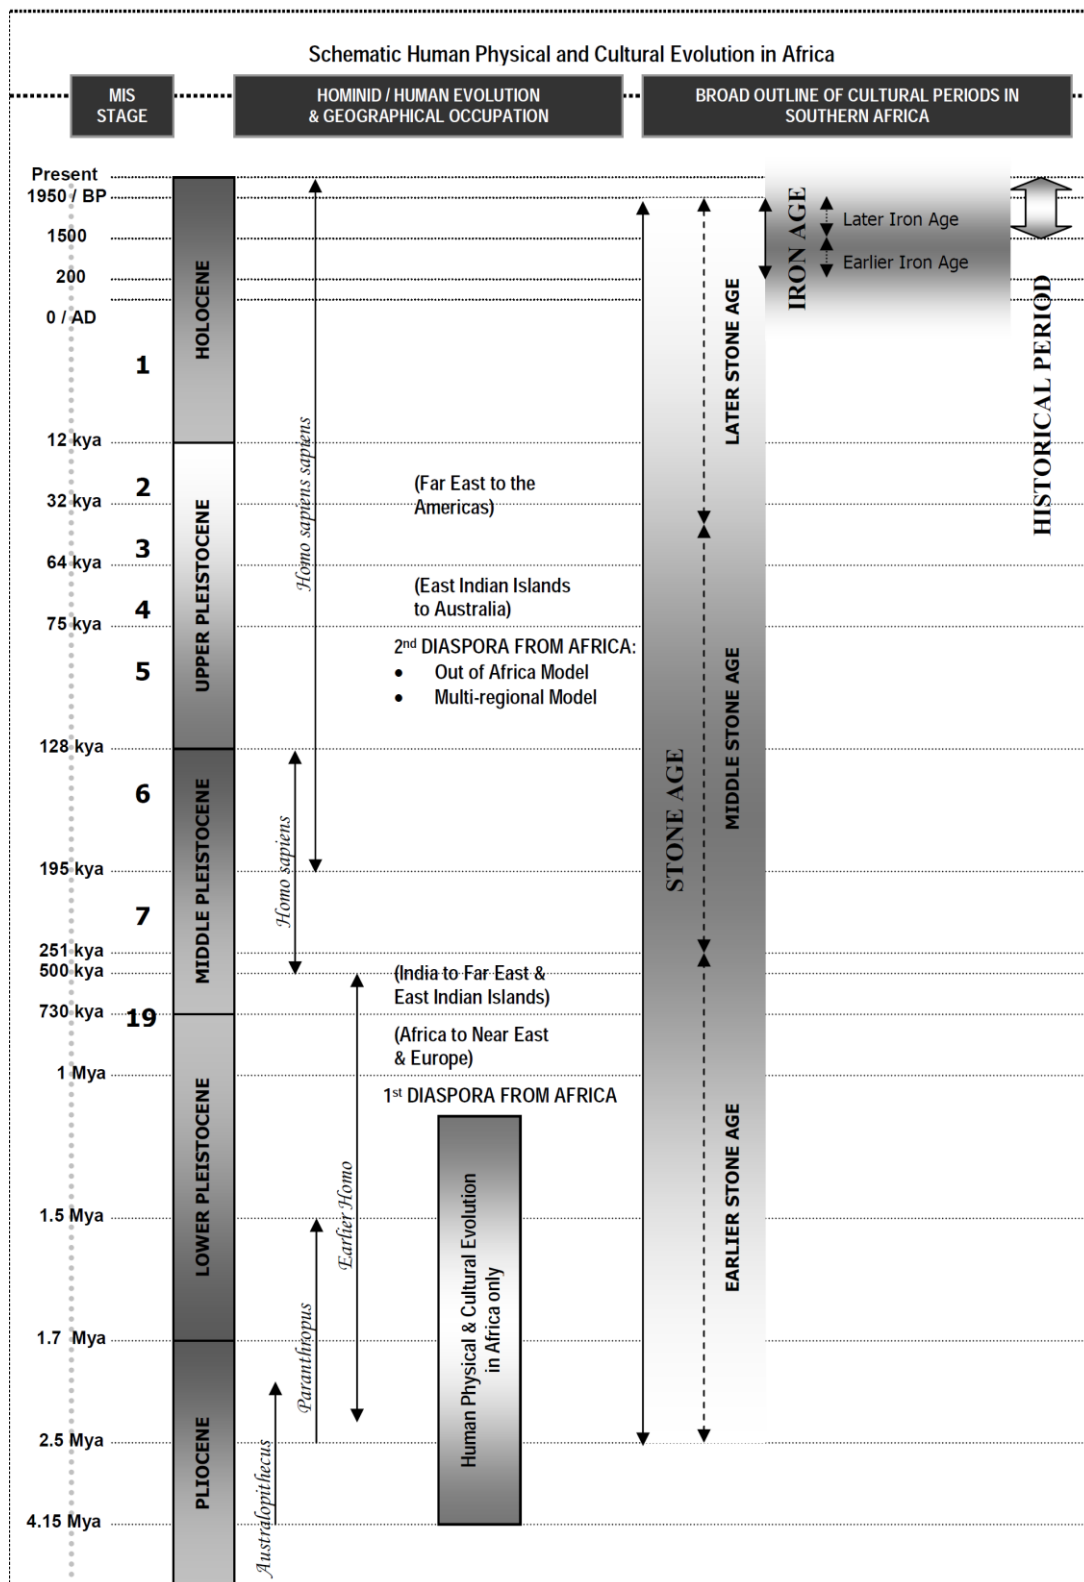 Schematic Human Physical and Cultural Evolution in Africa
MIS
STAGE
HOMINID / HUMAN EVOLUTION
& GEOGRAPHICAL OCCUPATION
BROAD OUTLINE OF CULTURAL PERIODS IN
SOUTHERN AFRICA
Present
1950 / BP
1500
200
0 / AD
1
12 kya
2
32 kya
3
64 kya
4
75 kya
5
128 kya
6
195 kya
7
251 kya
500 kya
730 kya
19
1 Mya
1.5 Mya
1.7 Mya
2.5 Mya
4.15 Mya
HOLOCENE
UPPER PLEISTOCENE
MIDDLE PLEISTOCENE
LOWER PLEISTOCENE
PLIOCENE
Homo sapiens sapiens
Homo sapiens
Earlier Homo
Paranthropus
Australopithecus
(Far East to the
Americas)
(East Indian Islands
to Australia)
2nd DIASPORA FROM AFRICA:
• Out of Africa Model
• Multi-regional Model
(India to Far East &
East Indian Islands)
(Africa to Near East
& Europe)
1st DIASPORA FROM AFRICA
Human Physical & Cultural Evolution
in Africa only
STONE AGE
LATER STONE AGE
MIDDLE STONE AGE
EARLIER STONE AGE
IRON AGE
Later Iron Age
Earlier Iron Age
HISTORICAL PERIOD